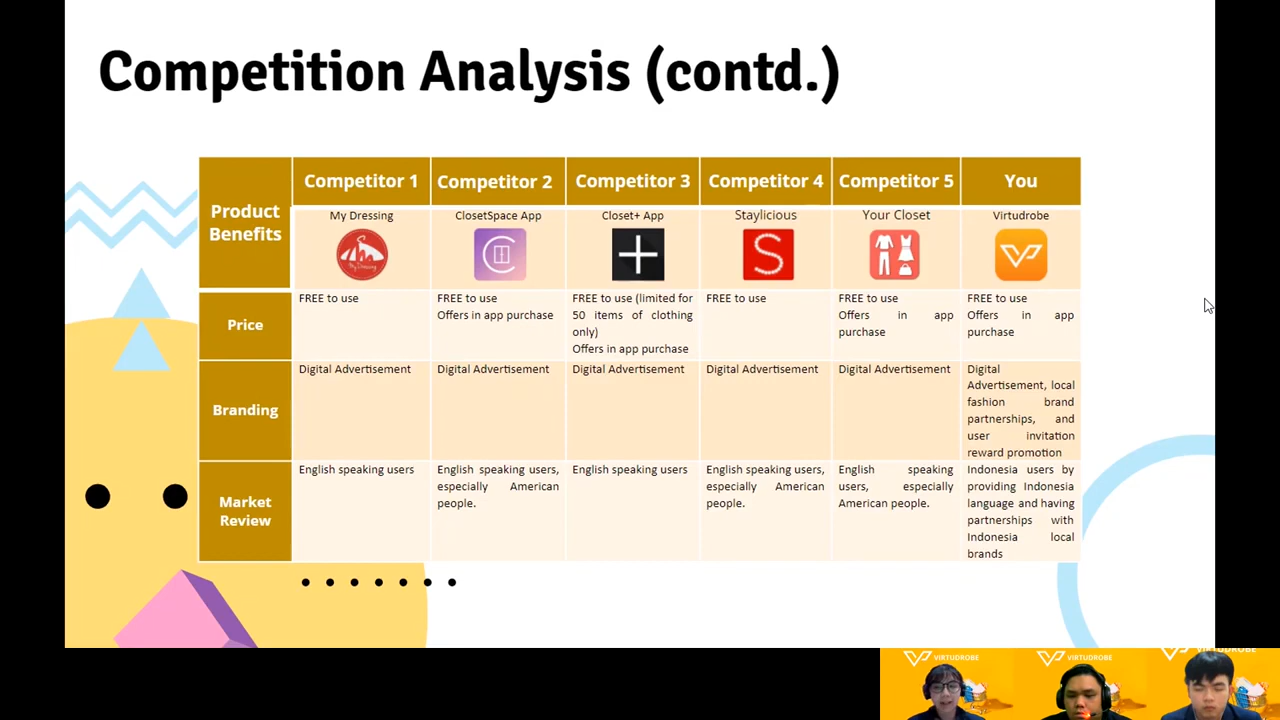 Competition Analysis (contd.)
Product
Benefits
Competitor 1
Competitor 2
Competitor 3
Competitor 4
Competitor 5
You
My Dressing
My Dressing
ClosetSpace App
C
Closet+ App
Staylicious
S
Your Closet
Virtudrobe
Price
FREE to use
FREE to use
Offers in app purchase
FREE to use (limited for
50 items of clothing
only)
Offers in app purchase
FREE to use
FREE to use
Offers in app
purchase
FREE to use
Offers in app
purchase
Branding
Digital Advertisement
Digital Advertisement
Digital Advertisement
Digital Advertisement
Digital Advertisement
Digital
Advertisement, local
fashion brand
partnerships, and
user invitation
reward promotion
Market
Review
English speaking users
English speaking users,
especially American
people.
English speaking users
English speaking users,
especially American
people.
English speaking
users, especially
American people.
Indonesia users by
providing Indonesia
language and having
partnerships with
Indonesia local
brands
VIRTUDROBE
VIRTUDROBE
VIRTUDROBE